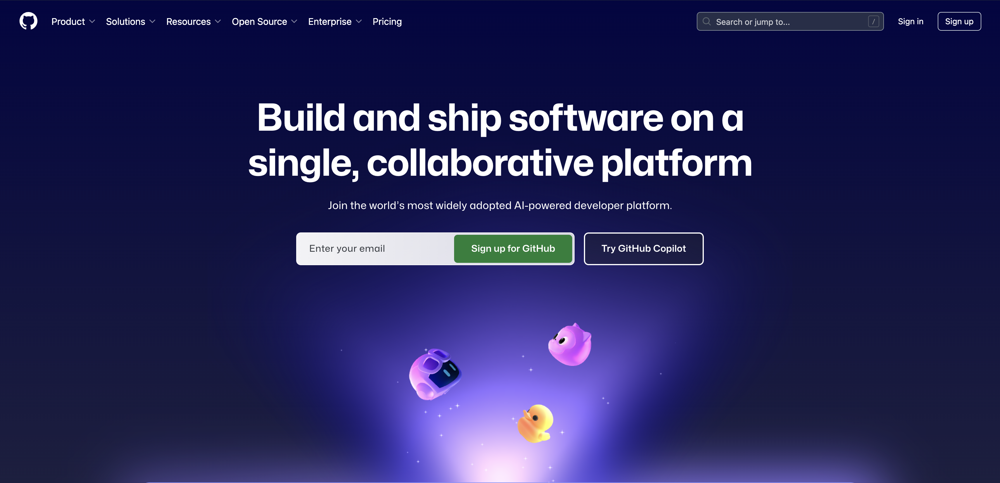 Product Solutions Resources Open Source Enterprise Pricing Search or jump to... / Sign in Sign up
Build and ship software on a
single, collaborative platform
Join the world’s most widely adopted AI-powered developer platform.
Enter your email Sign up for GitHub Try GitHub Copilot